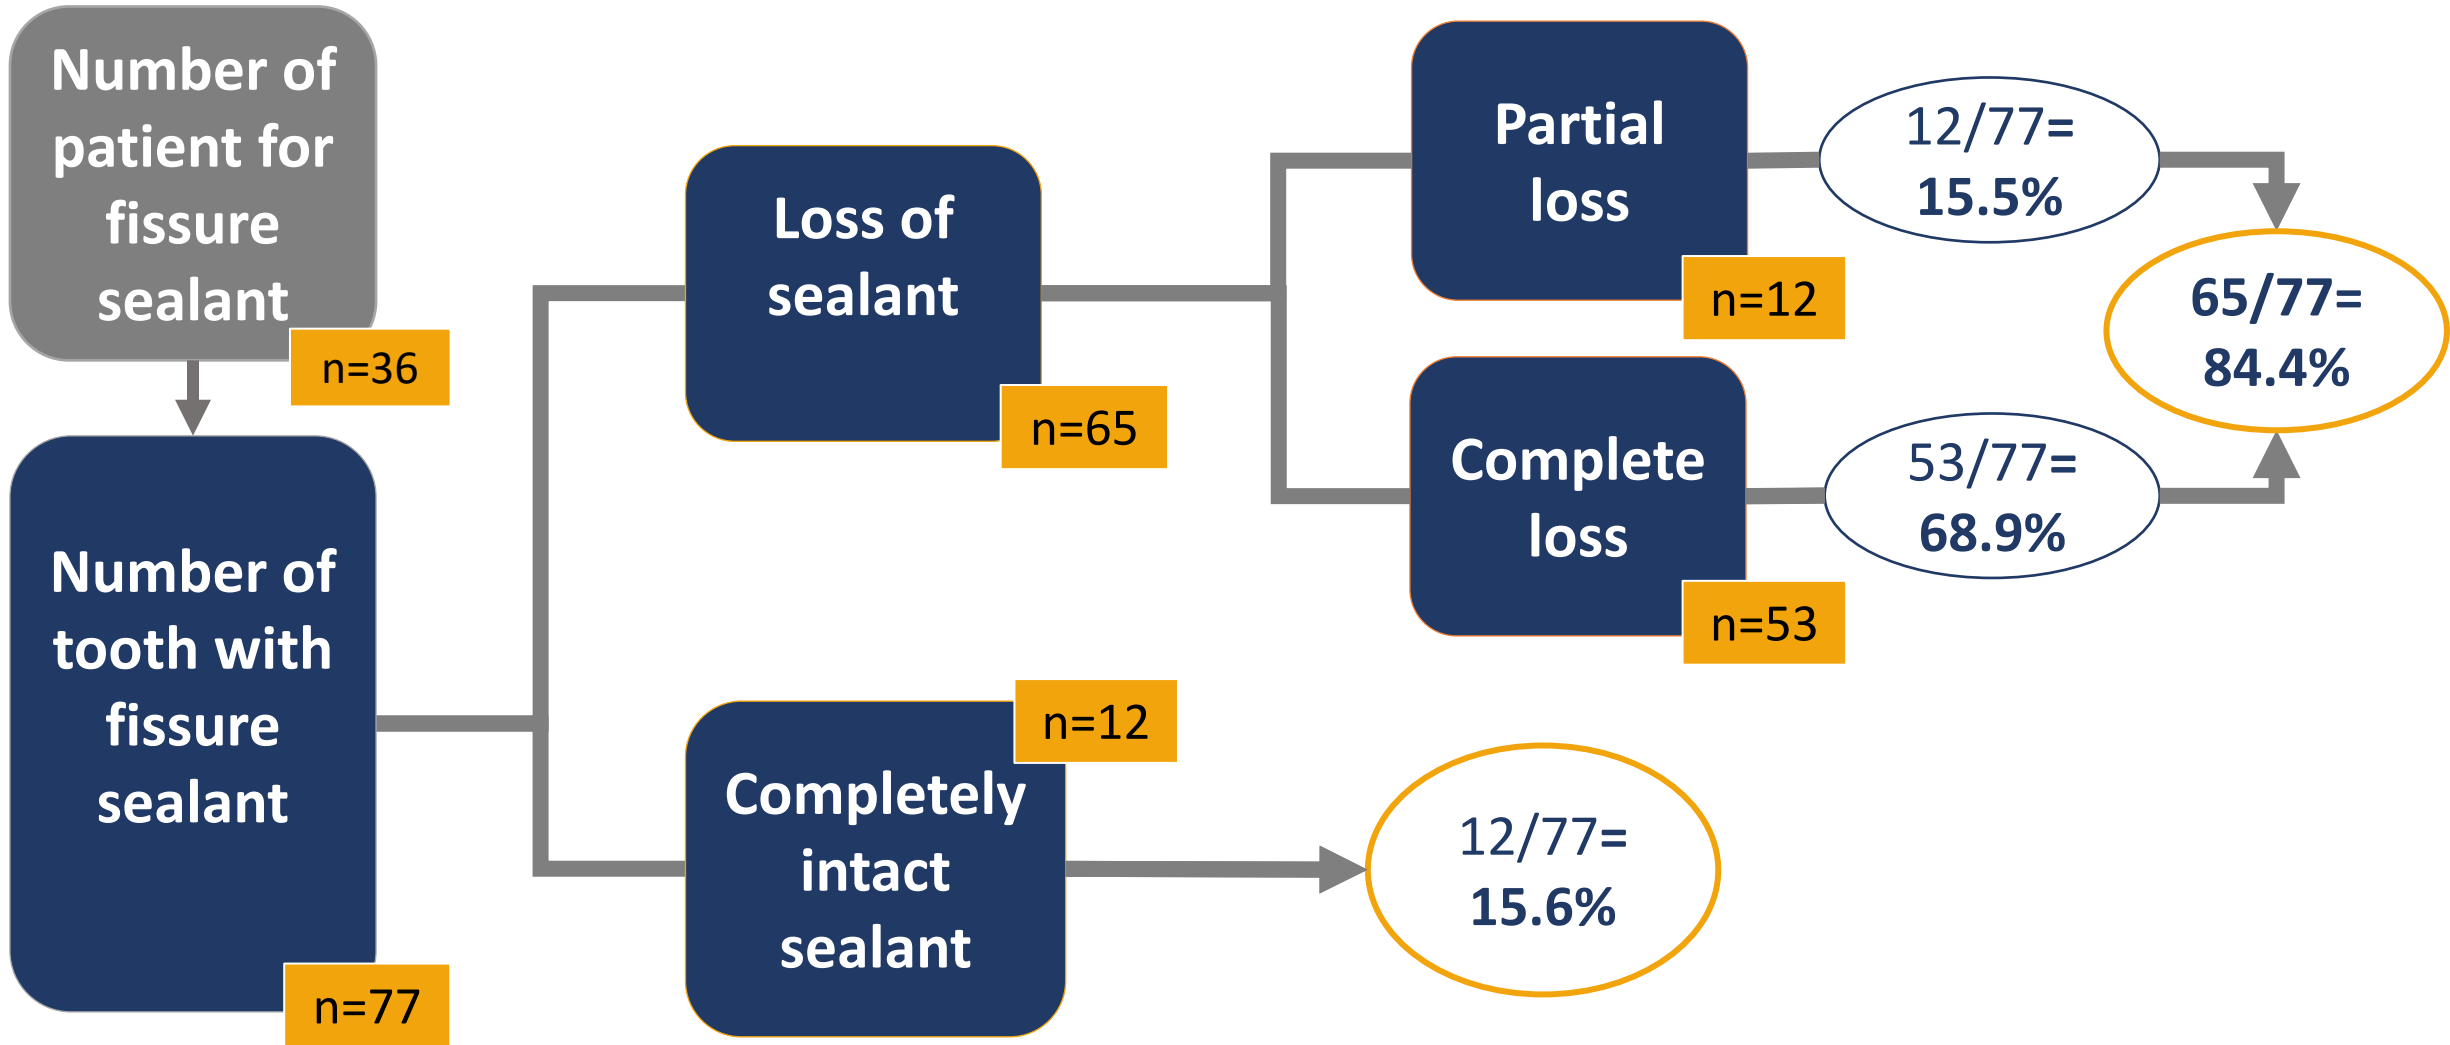 Number of
patient for
fissure
sealant
n=36
Number of
tooth with
fissure
sealant
n=77
Loss of
sealant
n=65
Completely
intact
sealant
n=12
Partial
loss
n=12
Complete
loss
n=53
12/77=
15.5%
53/77=
68.9%
65/77=
84.4%
12/77=
15.6%